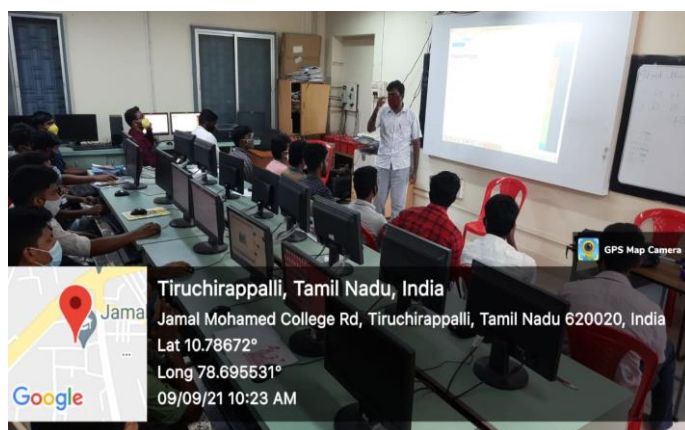 GPS Map Camera
Tiruchirappalli, Tamil Nadu, India
Jamal Mohamed College Rd, Tiruchirappalli, Tamil Nadu 620020, India
Lat 10.78672°
Long 78.695531°
09/09/21 10:23 AM
Jama
Google